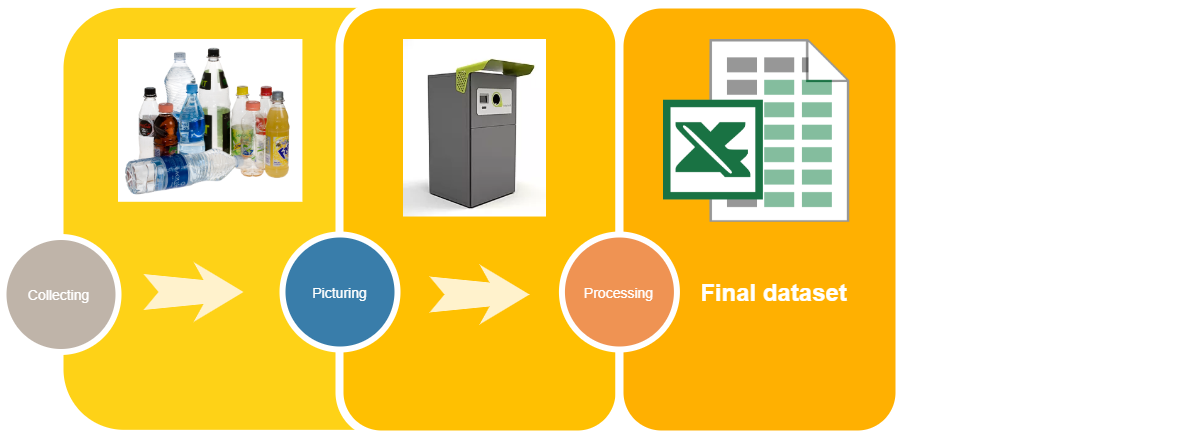 Collecting
Picturing
Processing
Final dataset